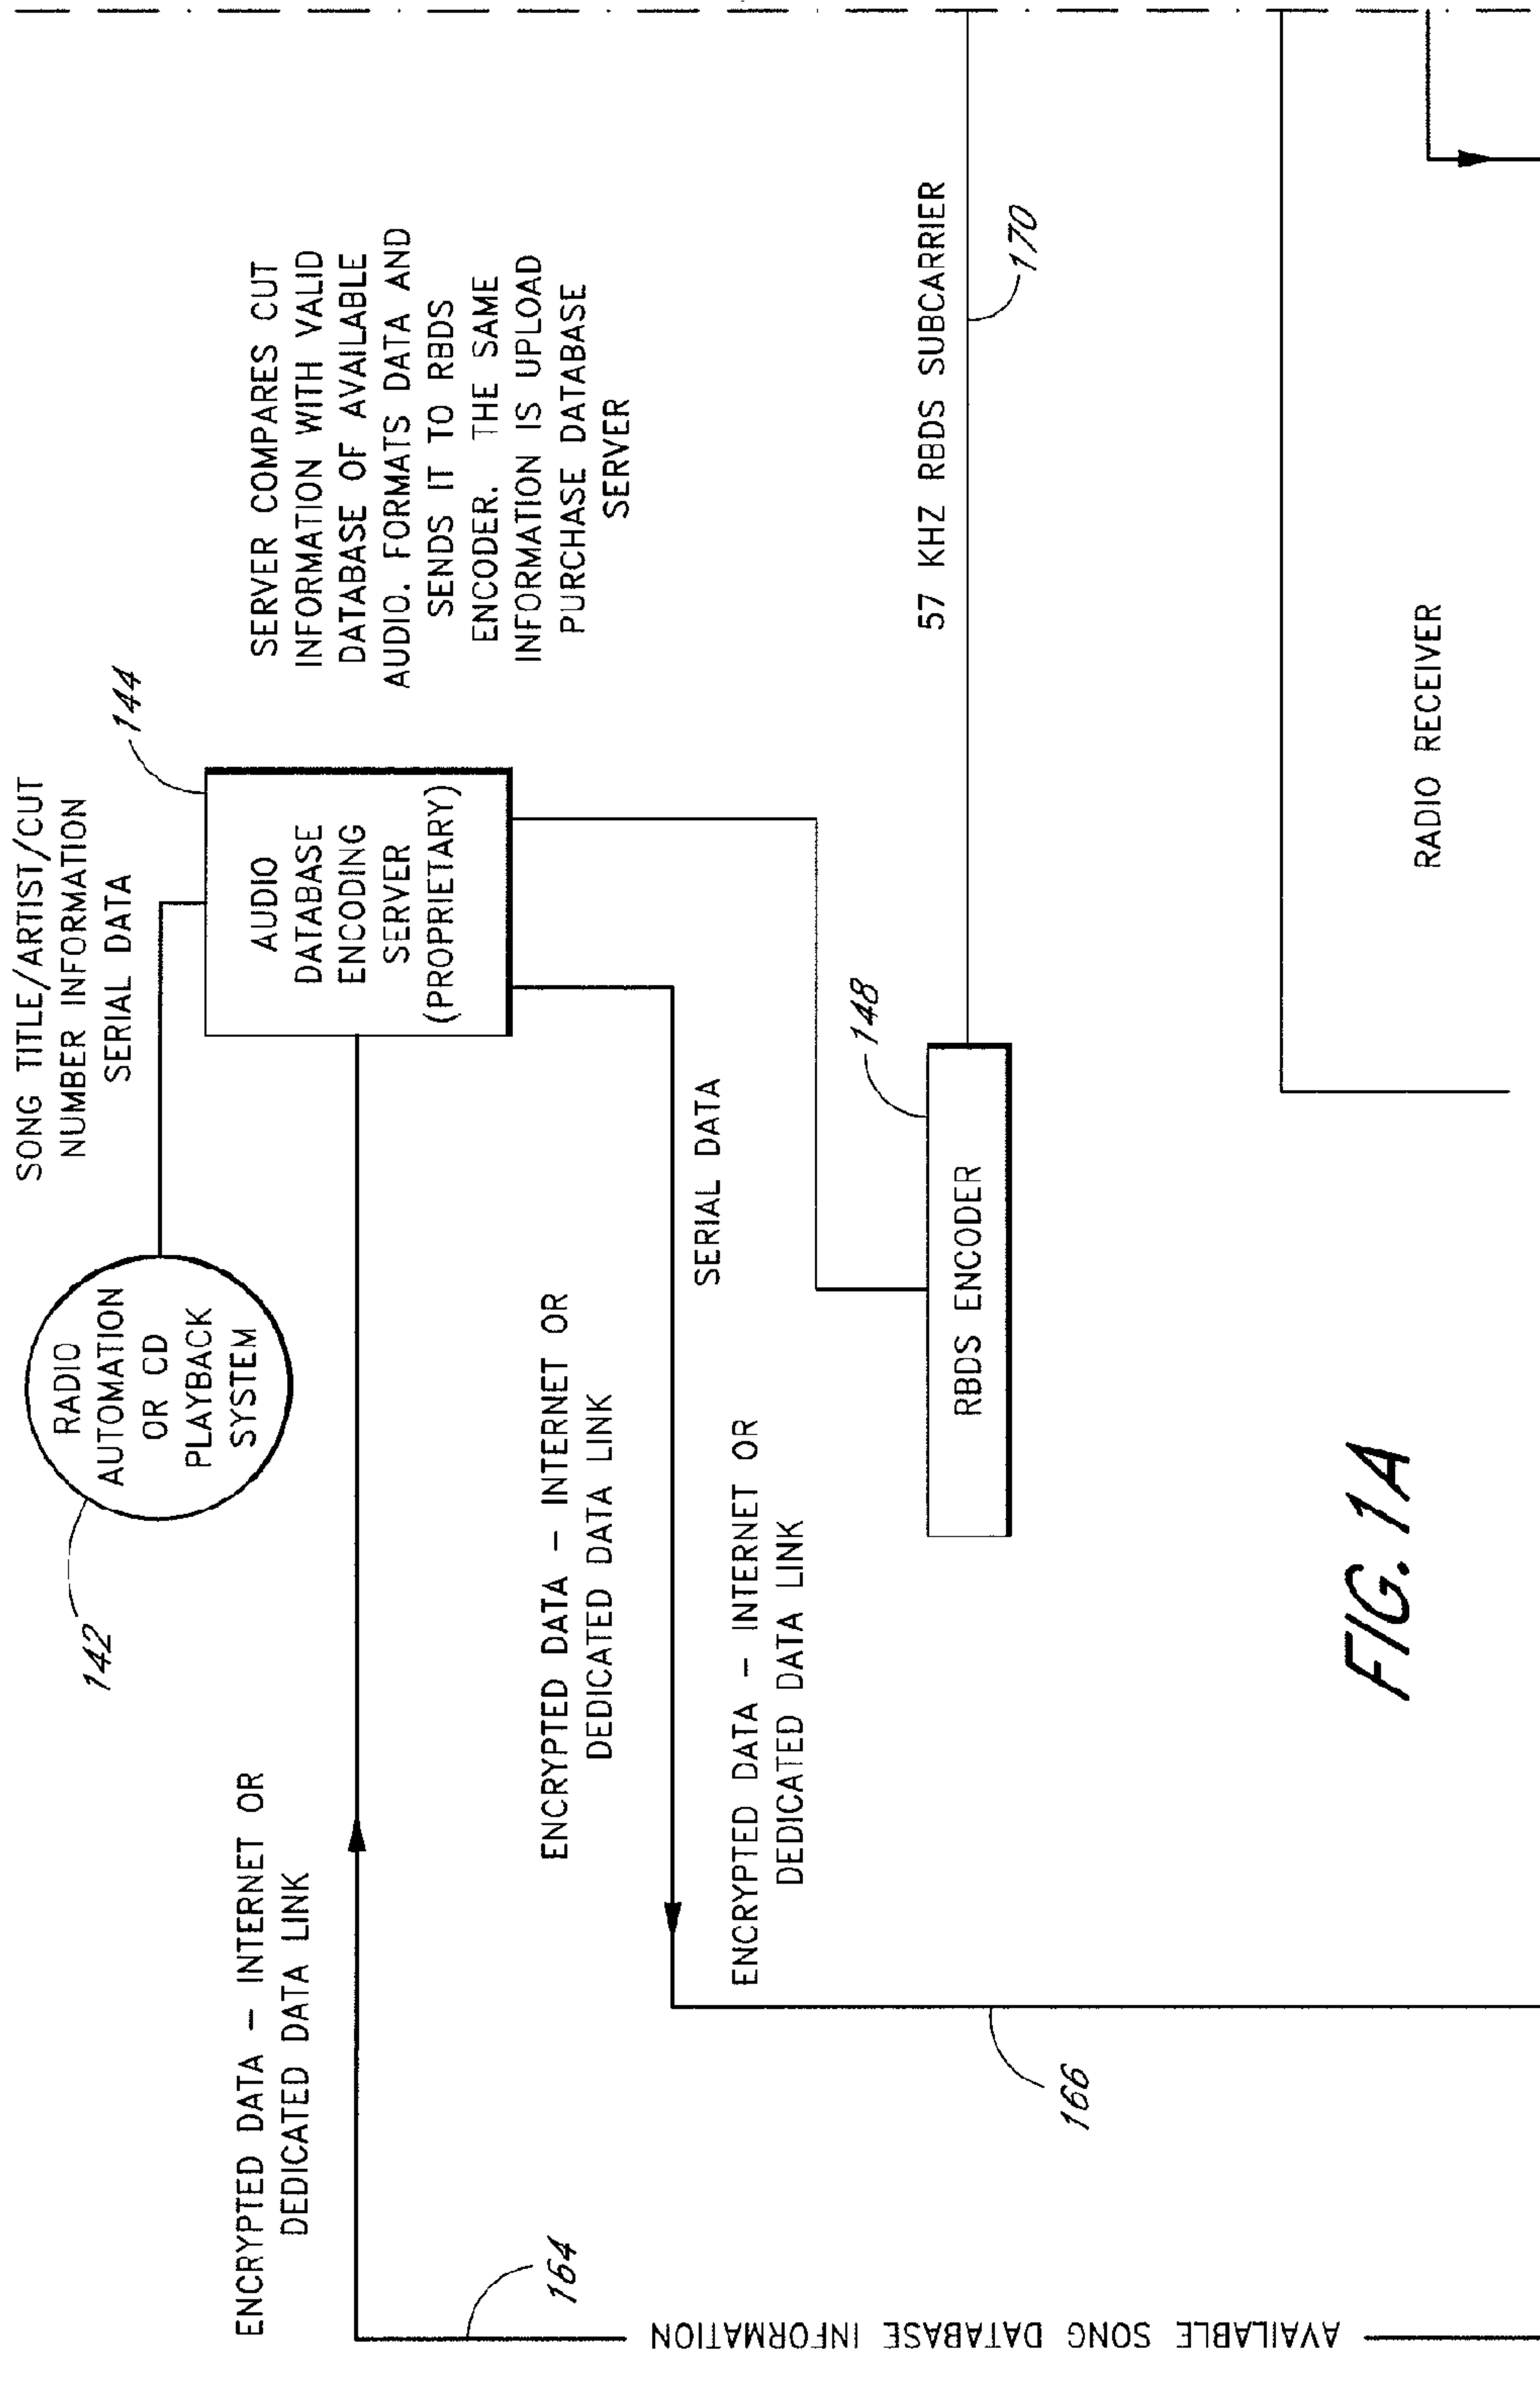 SONG TITLE/ARTIST/CUT
NUMBER INFORMATION
SERIAL DATA
RADIO
AUTOMATION
OR CD
PLAYBACK
SYSTEM
142
144
AUDIO
DATABASE
ENCODING
SERVER
(PROPRIETARY)
SERVER COMPARES CUT
INFORMATION WITH VALID
DATABASE OF AVAILABLE
AUDIO. FORMATS DATA AND
SENDS IT TO RBDS
ENCODER. THE SAME
INFORMATION IS UPLOAD
PURCHASE DATABASE
SERVER
ENCRYPTED DATA – INTERNET OR
DEDICATED DATA LINK
164
AVAILABLE SONG DATABASE INFORMATION
ENCRYPTED DATA – INTERNET OR
DEDICATED DATA LINK
SERIAL DATA
ENCRYPTED DATA – INTERNET OR
DEDICATED DATA LINK
166
148
RBDS ENCODER
57 KHZ RBDS SUBCARRIER
170
RADIO RECEIVER
FIG. 1A